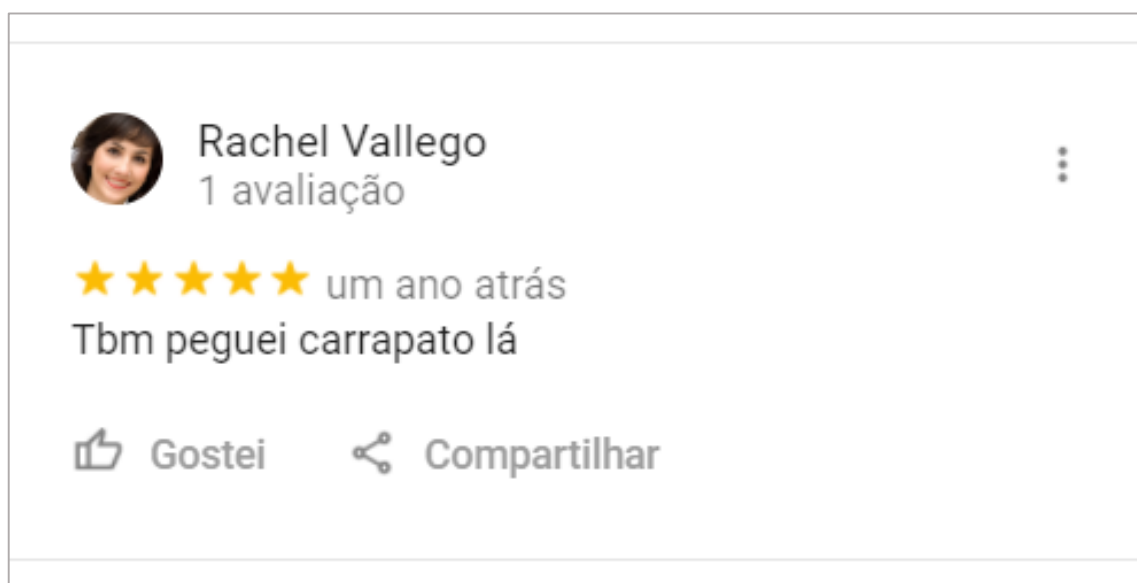 Rachel Vallego
1 avaliação
um ano atrás
Tbm peguei carrapato lá
Gostei Compartilhar